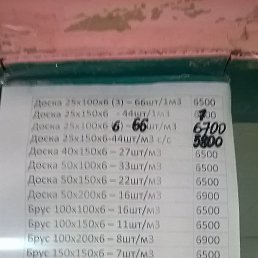 Доска 25х100х6 (3) – 66шт/1м3 6500
Доска 25х150х6 – 44шт/1м3
Доска 25х100х6 – 66шт/м3 6700
Доска 25х150х6-44шт/м3 с/с 5800
Доска 40х150х6 – 27шт/м3 6500
Доска 50х100х6 – 33шт/м3 6500
Доска 50х150х6 – 22шт/м3 6500
Доска 50х200х6 – 16шт/м3 6900
Брус 100х100х6 – 16шт/м3 6500
Брус 100х150х6 – 11шт/м3 6500
Брус 100х200х6 – 8шт/м3 6900
Брус 150х150х6 – 7шт/м3